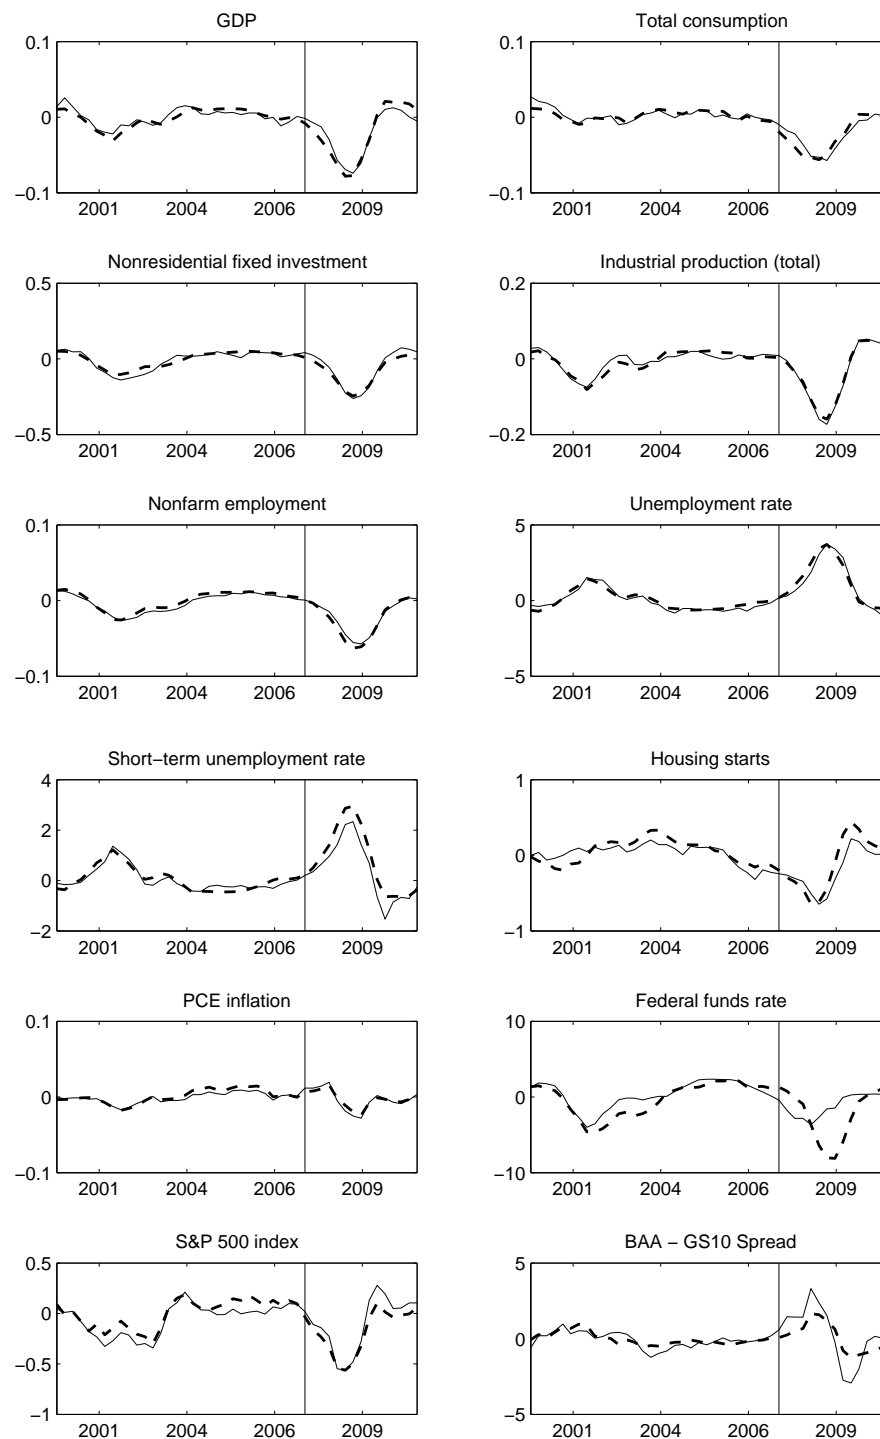 GDP
0.1
0
−0.1
2001 2004 2006 2009
Total consumption
0.1
0
−0.1
2001 2004 2006 2009
Nonresidential fixed investment
0.5
0
−0.5
2001 2004 2006 2009
Industrial production (total)
0.2
0
−0.2
2001 2004 2006 2009
Nonfarm employment
0.1
0
−0.1
2001 2004 2006 2009
Unemployment rate
5
0
−5
2001 2004 2006 2009
Short−term unemployment rate
4
2
0
−2
2001 2004 2006 2009
Housing starts
1
0
−1
2001 2004 2006 2009
PCE inflation
0.1
0
−0.1
2001 2004 2006 2009
Federal funds rate
10
0
−10
2001 2004 2006 2009
S&P 500 index
0.5
0
−0.5
−1
2001 2004 2006 2009
BAA − GS10 Spread
5
0
−5
2001 2004 2006 2009